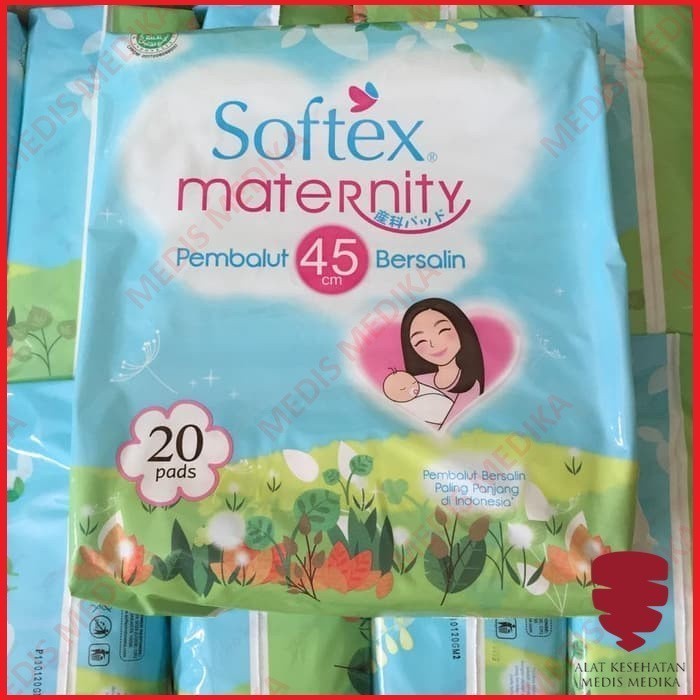 Softex®
maternity
産科パッド
Pembalut 45 cm Bersalin
20
pads
Pembalut Bersalin
Paling Panjang
di Indonesia*
MEDIS MEDIKA
P130120GM2
ALAT KESEHATAN
MEDIS MEDIKA